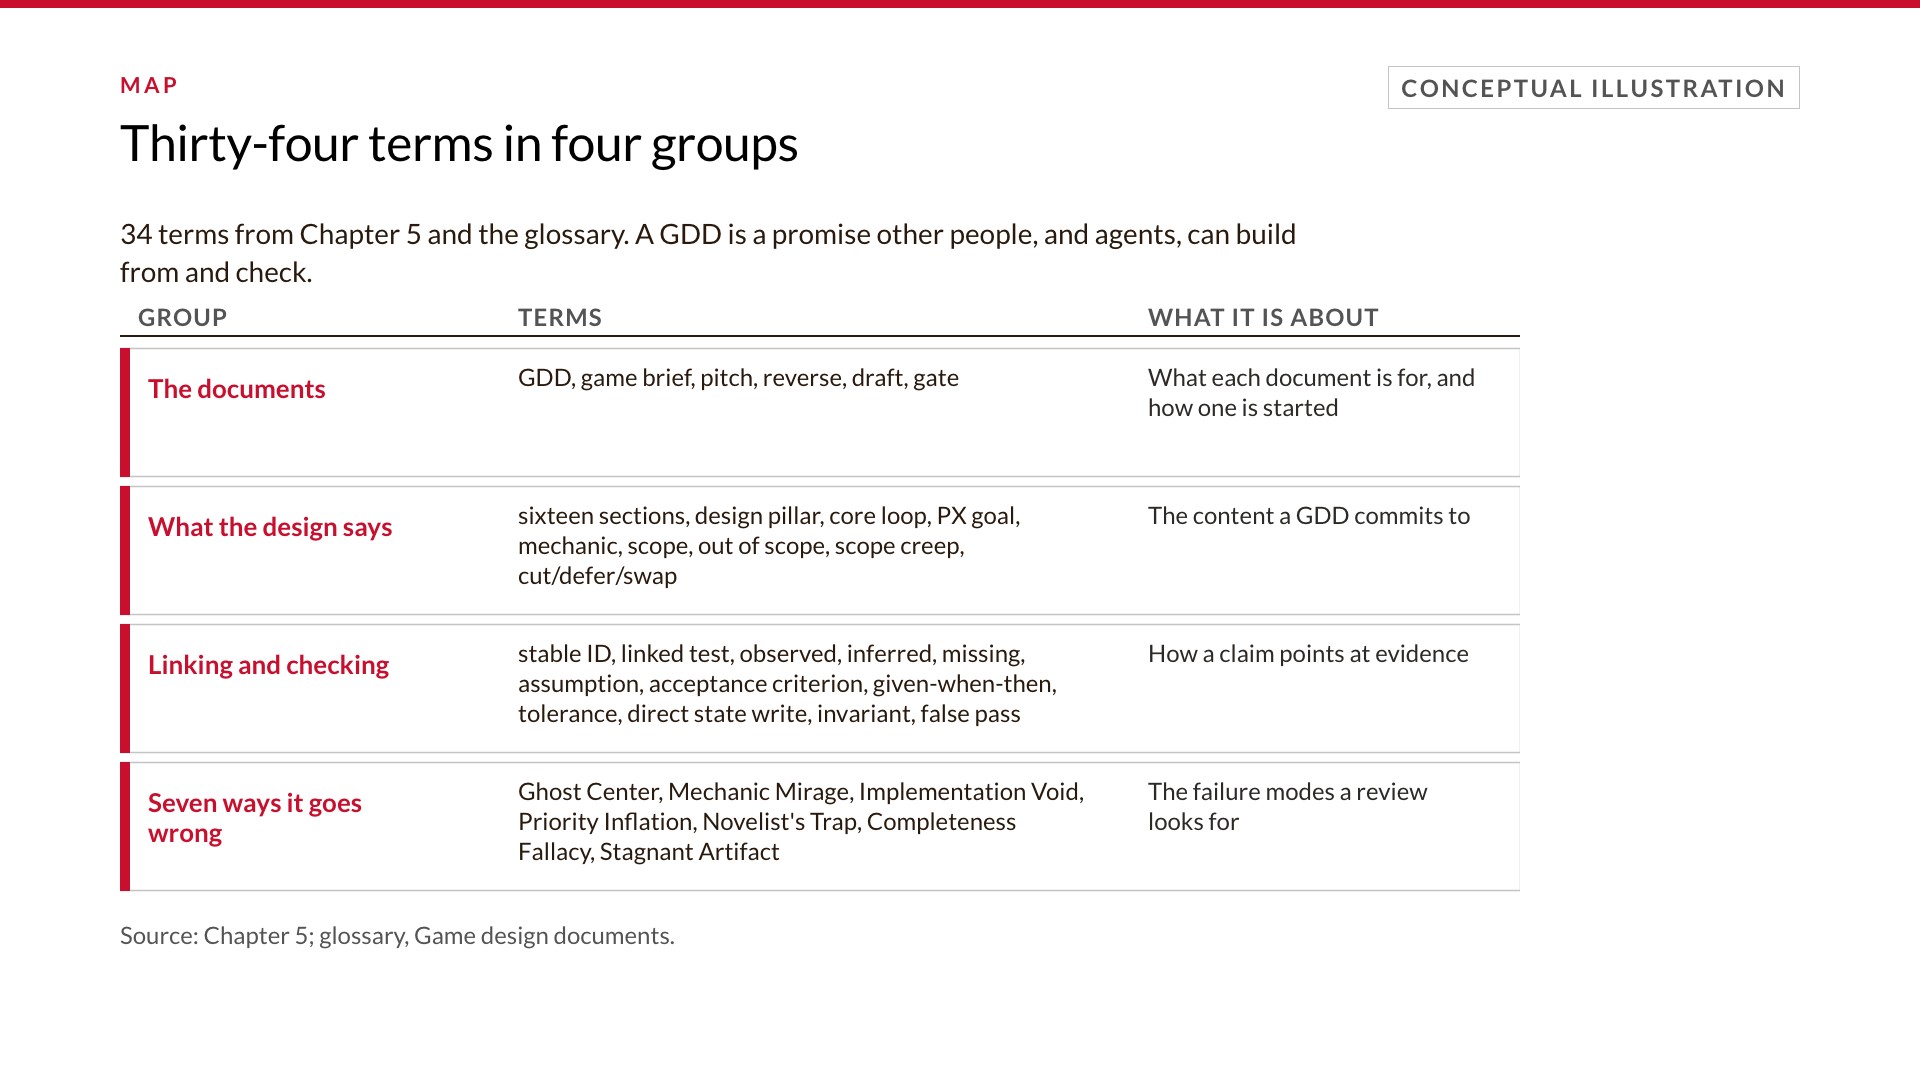 MAP
CONCEPTUAL ILLUSTRATION
Thirty-four terms in four groups
34 terms from Chapter 5 and the glossary. A GDD is a promise other people, and agents, can build
from and check.
GROUP
TERMS
WHAT IT IS ABOUT
The documents
GDD, game brief, pitch, reverse, draft, gate
What each document is for, and
how one is started
What the design says
sixteen sections, design pillar, core loop, PX goal,
mechanic, scope, out of scope, scope creep,
cut/defer/swap
The content a GDD commits to
Linking and checking
stable ID, linked test, observed, inferred, missing,
assumption, acceptance criterion, given-when-then,
tolerance, direct state write, invariant, false pass
How a claim points at evidence
Seven ways it goes
wrong
Ghost Center, Mechanic Mirage, Implementation Void,
Priority Inflation, Novelist's Trap, Completeness
Fallacy, Stagnant Artifact
The failure modes a review
looks for
Source: Chapter 5; glossary, Game design documents.